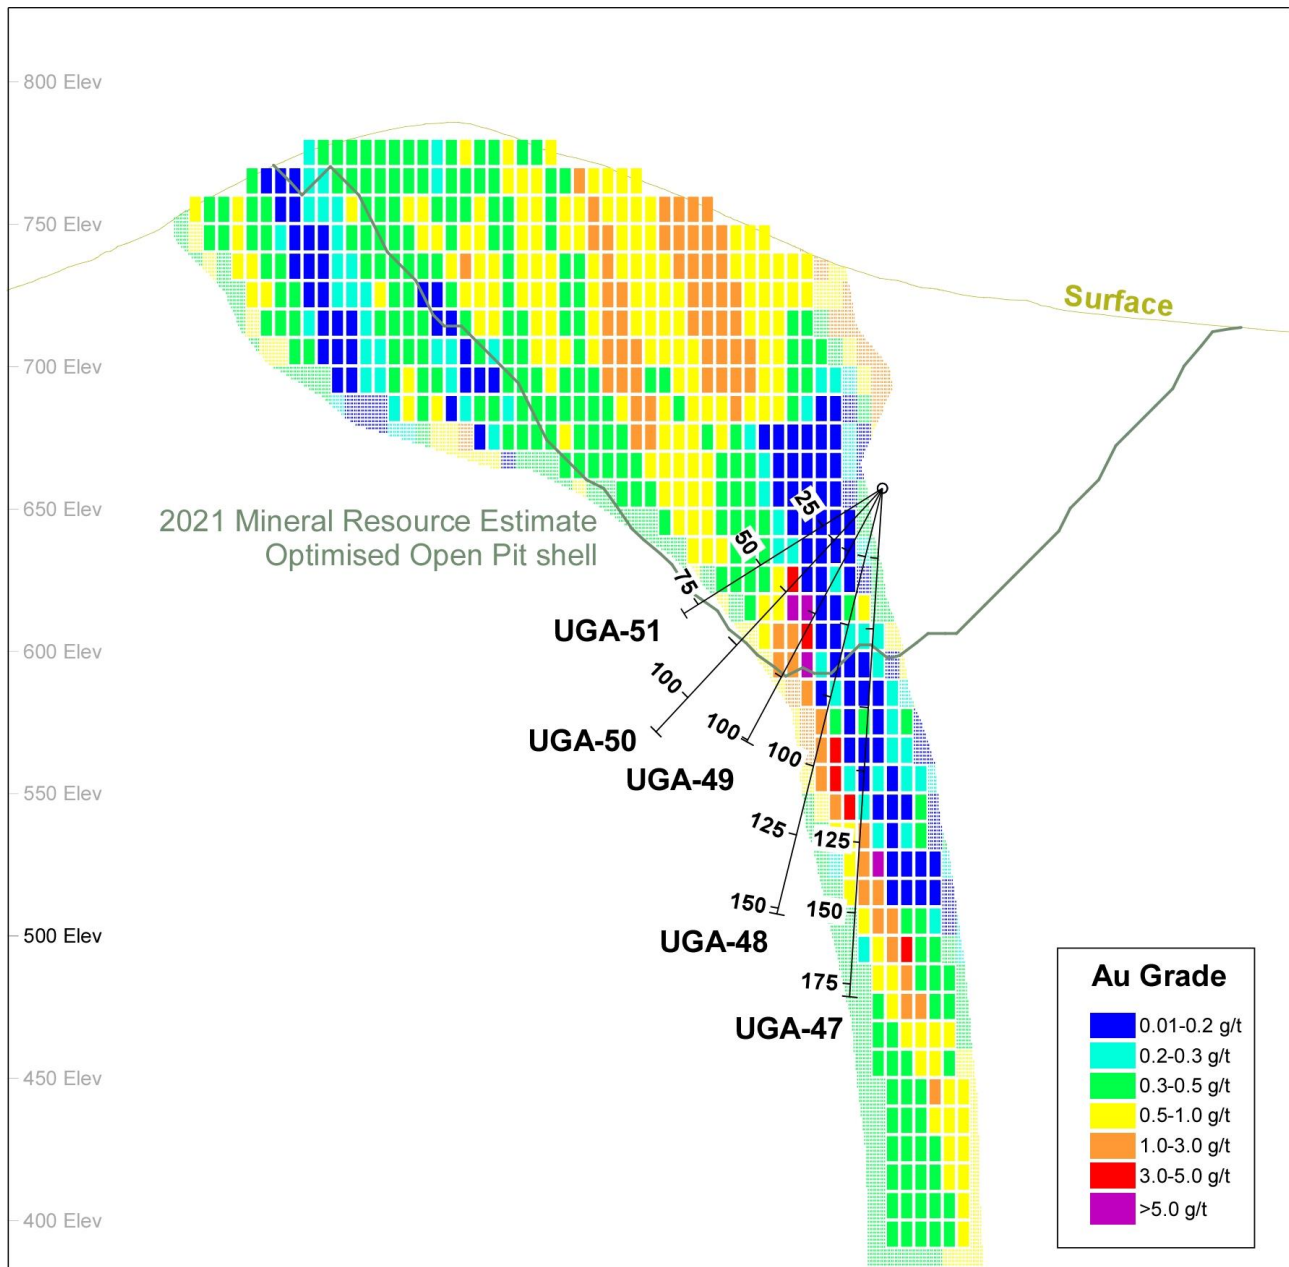 800 Elev
750 Elev
Surface
700 Elev
650 Elev
2021 Mineral Resource Estimate
Optimised Open Pit shell
25
50
75
UGA-51
600 Elev
100
UGA-50
100
UGA-49
100
550 Elev
125
125
150
150
UGA-48
500 Elev
175
UGA-47
450 Elev
400 Elev
Au Grade
0.01-0.2 g/t
0.2-0.3 g/t
0.3-0.5 g/t
0.5-1.0 g/t
1.0-3.0 g/t
3.0-5.0 g/t
>5.0 g/t